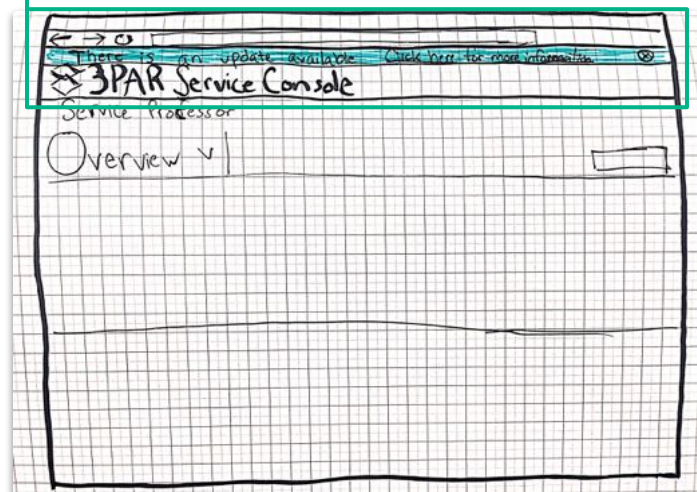 There is an update available Click here for more information
3PAR Service Console
Service Processor
Overview v